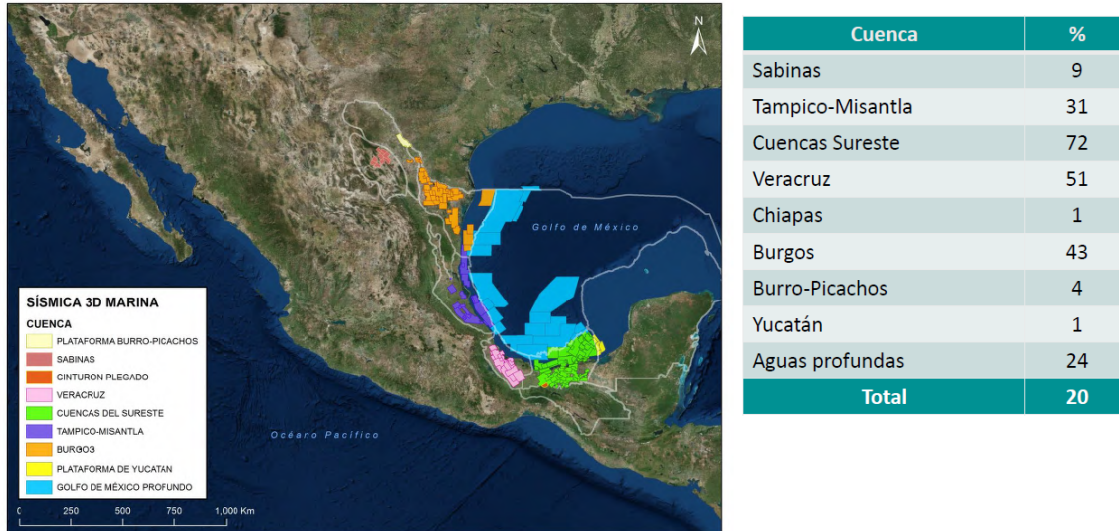 N
Golfo de México
Océaro Pacífico
SÍSMICA 3D MARINA
CUENCA
PLATAFORMA BURRO-PICACHOS
SABINAS
CINTURON PLEGADO
VERACRUZ
CUENCAS DEL SURESTE
TAMPICO-MISANTLA
BURGO3
PLATAFORMA DE YUCATAN
GOLFO DE MÉXICO PROFUNDO
0 250 500 750 1,000 Km
Cuenca %
Sabinas 9
Tampico-Misantla 31
Cuencas Sureste 72
Veracruz 51
Chiapas 1
Burgos 43
Burro-Picachos 4
Yucatán 1
Aguas profundas 24
Total 20